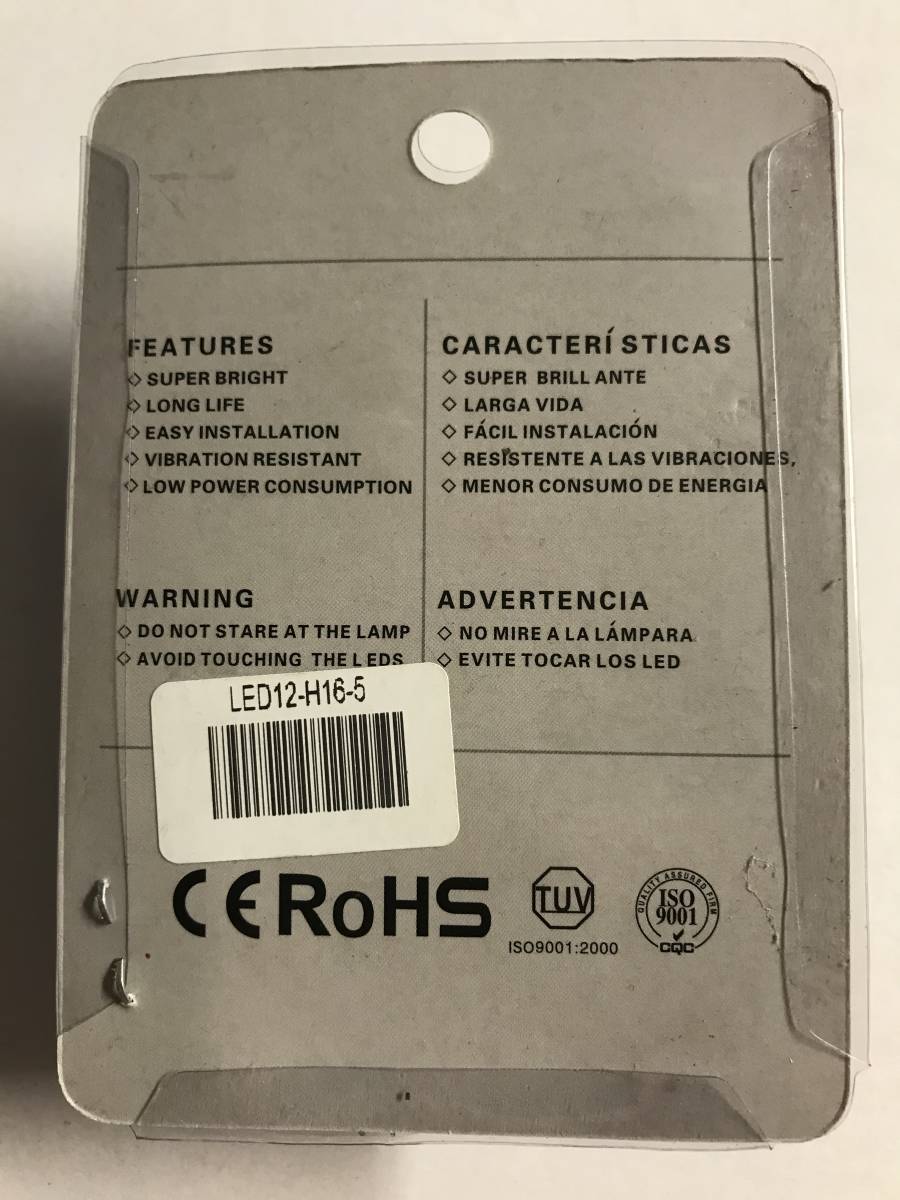 FEATURES
◇ SUPER BRIGHT
◇ LONG LIFE
◇ EASY INSTALLATION
◇ VIBRATION RESISTANT
◇ LOW POWER CONSUMPTION
CARACTERÍ STICAS
◇ SUPER BRILL ANTE
◇ LARGA VIDA
◇ FÁCIL INSTALACIÓN
◇ RESISTENTE A LAS VIBRACIONES,
◇ MENOR CONSUMO DE ENERGIA
WARNING
◇ DO NOT STARE AT THE LAMP
◇ AVOID TOUCHING THE L EDS
ADVERTENCIA
◇ NO MIRE A LA LÁMPARA
◇ EVITE TOCAR LOS LED
LED12-H16-5
CE RoHS
TUV
ISO9001:2000
QUALITY ASSURED FIRM
ISO
9001
CQC